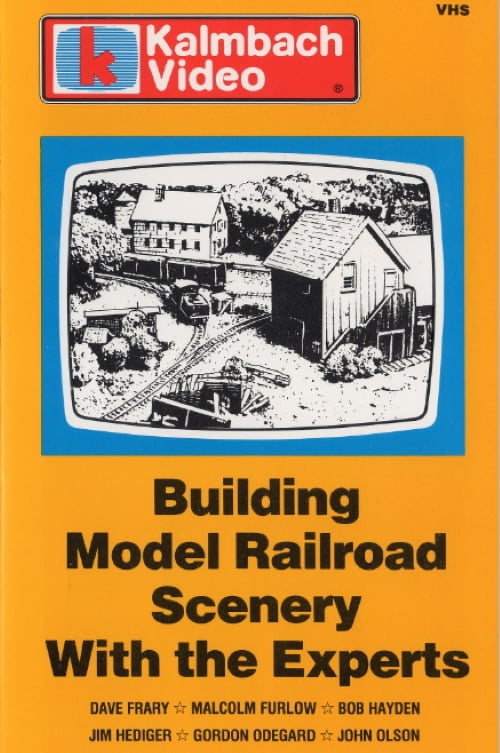 VHS
Kalmbach
Video ®
Building
Model Railroad
Scenery
With the Experts
DAVE FRARY ☆ MALCOLM FURLOW ☆ BOB HAYDEN
JIM HEDIGER ☆ GORDON ODEGARD ☆ JOHN OLSON